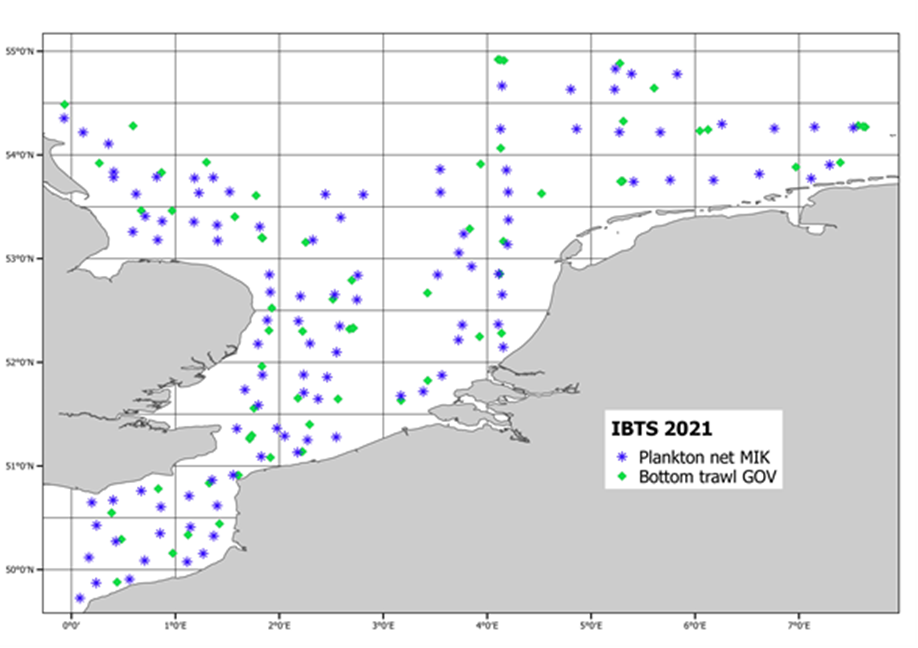 55°0'N
54°0'N
53°0'N
52°0'N
51°0'N
50°0'N
IBTS 2021
Plankton net MIK
Bottom trawl GOV
0°0'
1°0'E
2°0'E
3°0'E
4°0'E
5°0'E
6°0'E
7°0'E